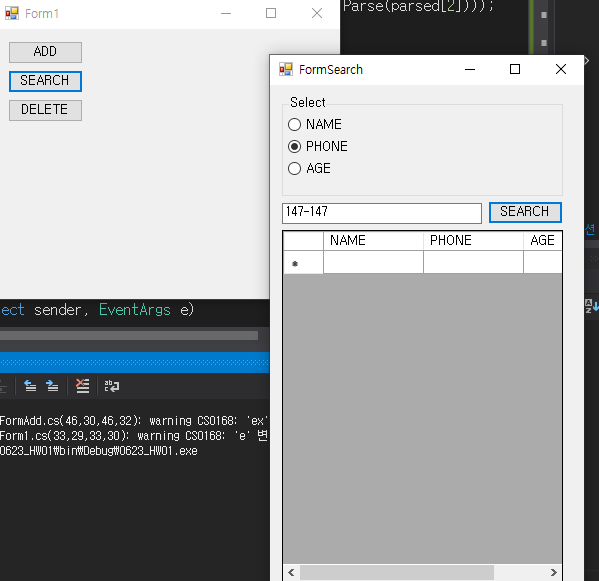 Form1
Parse(parsed[2])));
ADD
SEARCH
DELETE
FormSearch
Select
NAME
PHONE
AGE
147-147
SEARCH
NAME PHONE AGE
*
션
ect sender, EventArgs e)
FormAdd.cs(46,30,46,32): warning CS0168: 'ex'
Form1.cs(33,29,33,30): warning CS0168: 'e' 변
0623_HW01₩bin₩Debug₩0623_HW01.exe